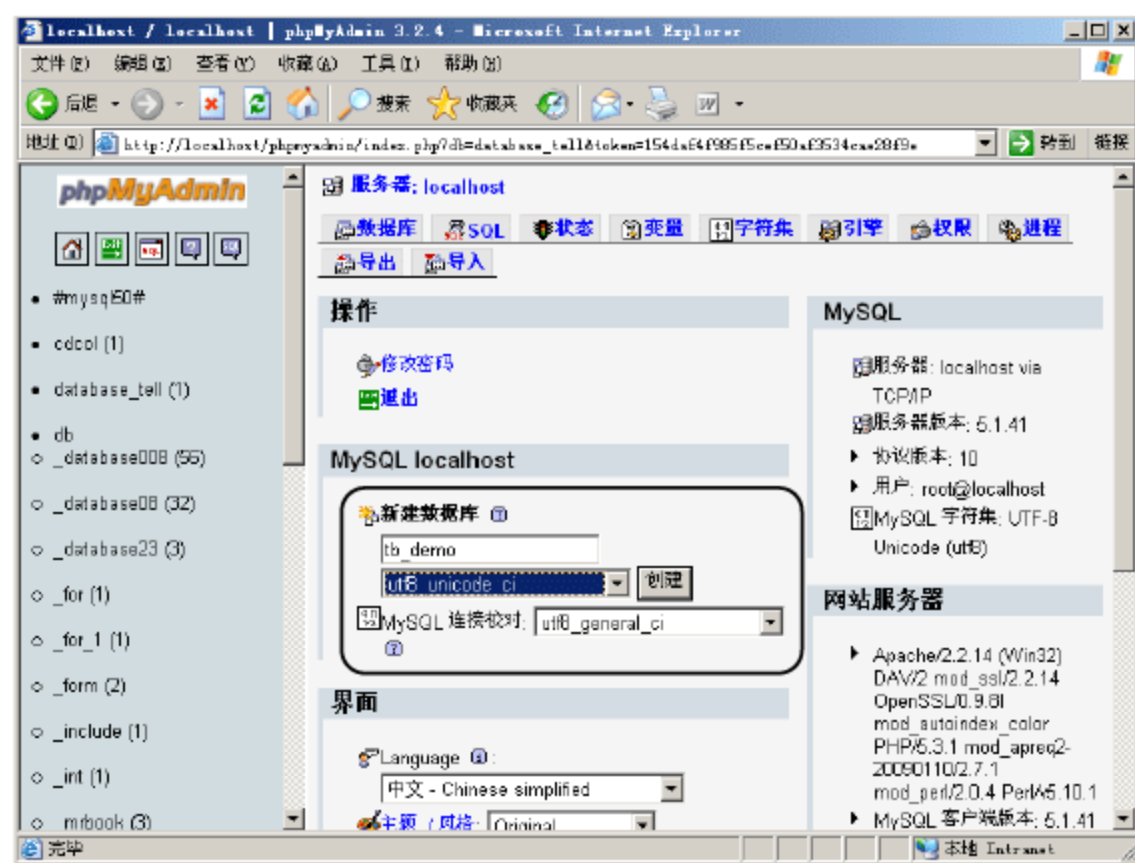 localhost / localhost | phpMyAdmin 3.2.4 - Microsoft Internet Explorer
文件(F) 编辑(E) 查看(V) 收藏(A) 工具(T) 帮助(H)
后退 搜索 收藏夹
地址(D) 转到 链接
phpMyAdmin
#mysql50#
cdcol (1)
database_tell (1)
db
_database008 (55)
_database08 (32)
_database23 (3)
_for (1)
_for_1 (1)
_form (2)
_include (1)
_int (1)
_mrbook (3)
服务器: localhost
数据库 SQL 状态 变量 字符集 引擎 权限 进程
导出 导入
操作
修改密码
退出
MySQL localhost
新建数据库
tb_demo
utf8_unicode_ci 创建
MySQL 连接校对: utf8_general_ci
界面
Language :
中文 - Chinese simplified
主题 / 风格: Original
MySQL
服务器: localhost via
TCP/IP
服务器版本: 5.1.41
协议版本: 10
用户: root@localhost
MySQL 字符集: UTF-8
Unicode (utf8)
网站服务器
Apache/2.2.14 (Win32)
DAV/2 mod_ssl/2.2.14
OpenSSL/0.9.8l
mod_autoindex_color
PHP/5.3.1 mod_apreq2-
20090110/2.7.1
mod_perl/2.0.4 Perl/v5.10.1
MySQL 客户端版本: 5.1.41
完毕 本地 Intranet